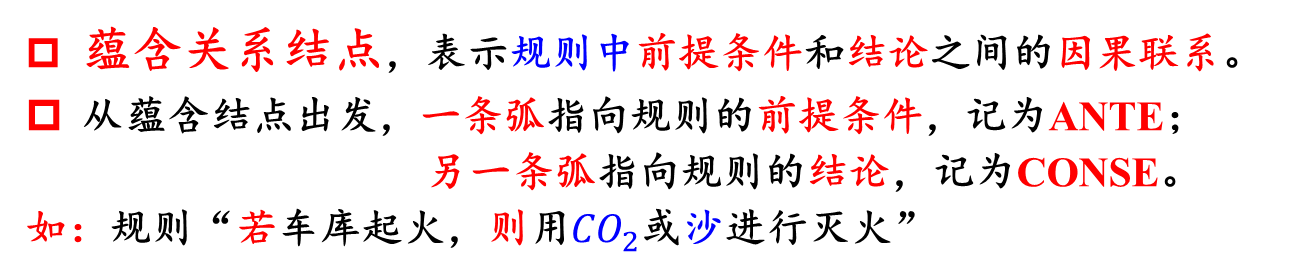 蕴含关系结点，表示规则中前提条件和结论之间的因果联系。
从蕴含结点出发，一条弧指向规则的前提条件，记为ANTE；
另一条弧指向规则的结论，记为CONSE。
如：规则“若车库起火，则用CO₂或沙进行灭火”